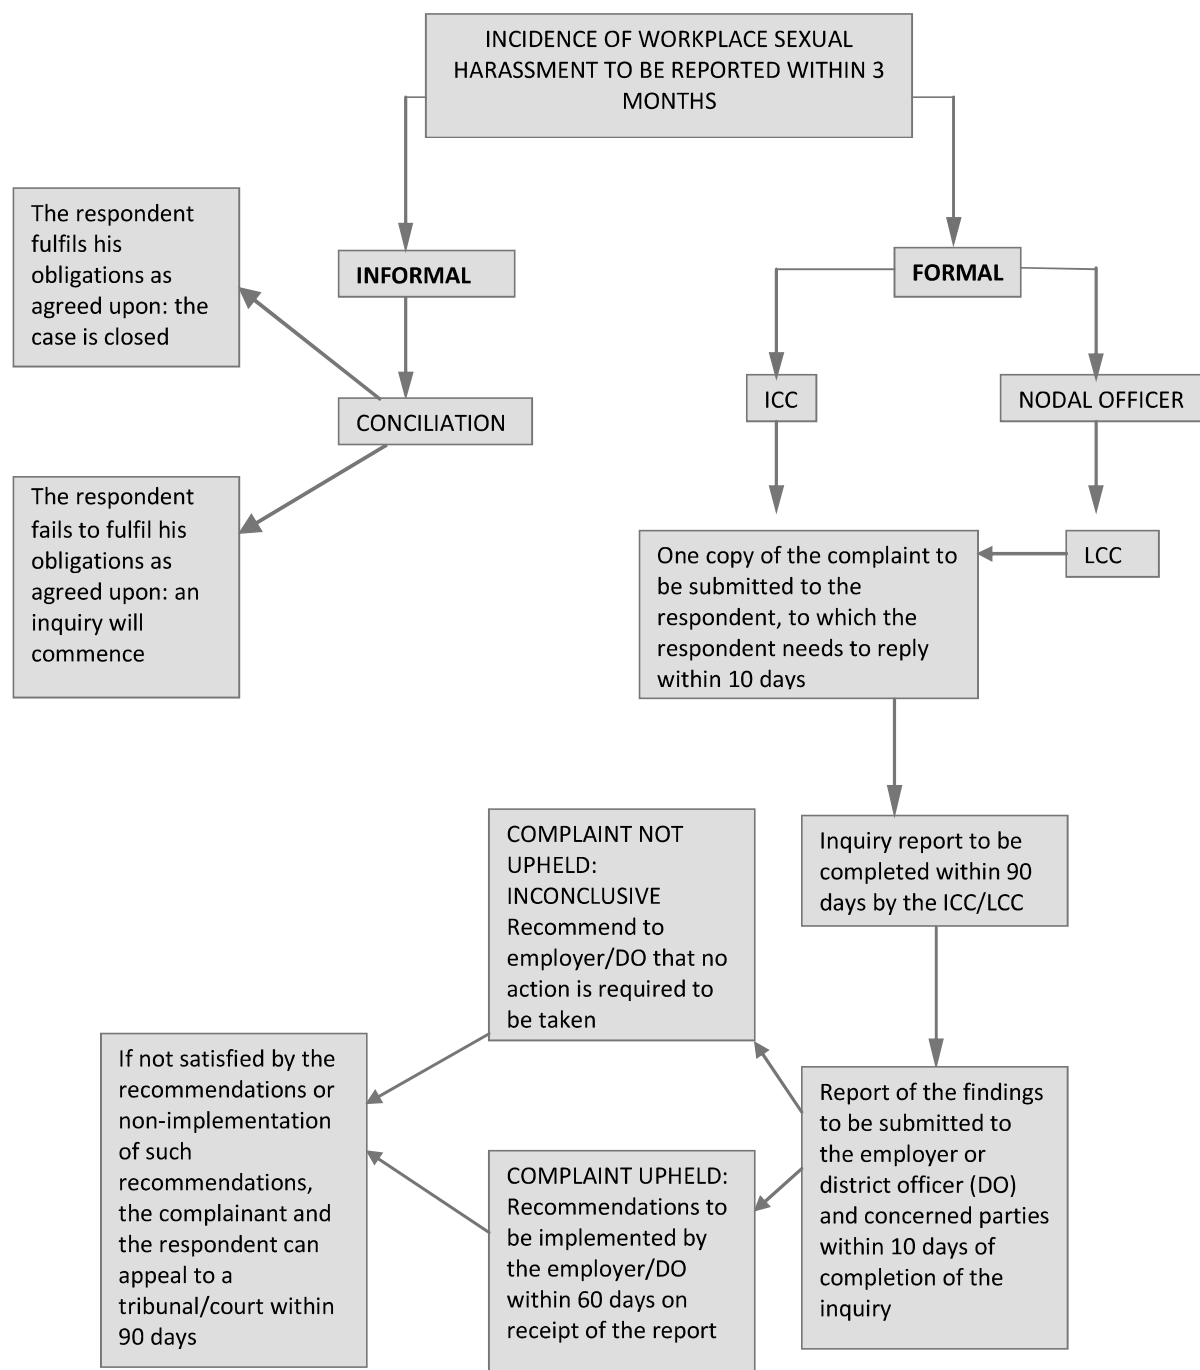 INCIDENCE OF WORKPLACE SEXUAL
HARASSMENT TO BE REPORTED WITHIN 3
MONTHS
The respondent
fulfils his
obligations as
agreed upon: the
case is closed
INFORMAL
FORMAL
CONCILIATION
ICC
NODAL OFFICER
The respondent
fails to fulfil his
obligations as
agreed upon: an
inquiry will
commence
One copy of the complaint to
be submitted to the
respondent, to which the
respondent needs to reply
within 10 days
LCC
Inquiry report to be
completed within 90
days by the ICC/LCC
COMPLAINT NOT
UPHELD:
INCONCLUSIVE
Recommend to
employer/DO that no
action is required to
be taken
Report of the findings
to be submitted to
the employer or
district officer (DO)
and concerned parties
within 10 days of
completion of the
inquiry
COMPLAINT UPHELD:
Recommendations to
be implemented by
the employer/DO
within 60 days on
receipt of the report
If not satisfied by the
recommendations or
non-implementation
of such
recommendations,
the complainant and
the respondent can
appeal to a
tribunal/court within
90 days